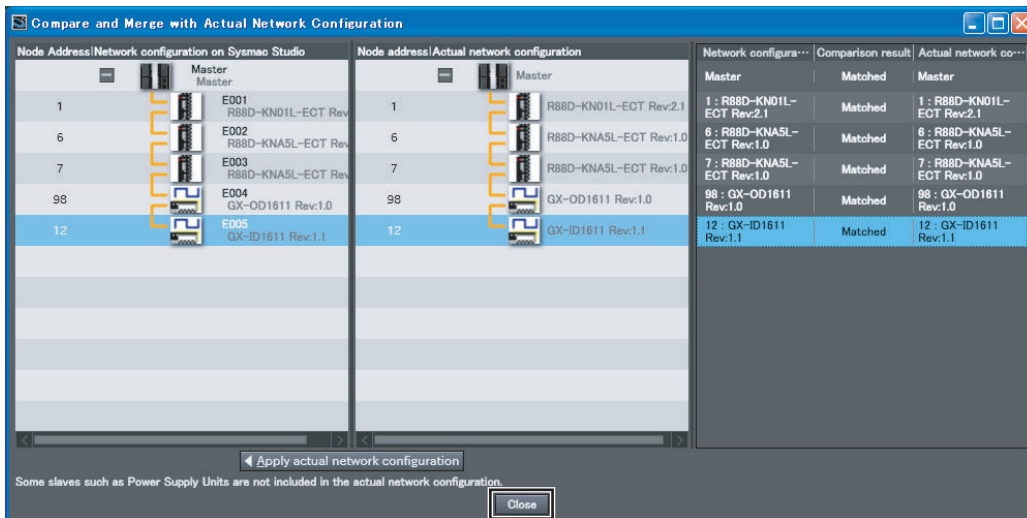 Compare and Merge with Actual Network Configuration
Node Address|Network configuration on Sysmac Studio
Master
Master
1
E001
R88D-KN01L-ECT Rev
6
E002
R88D-KNA5L-ECT Rev
7
E003
R88D-KNA5L-ECT Rev
98
E004
GX-OD1611 Rev:1.0
12
E005
GX-ID1611 Rev:1.1
Node address|Actual network configuration
Master
1
R88D-KN01L-ECT Rev:2.1
6
R88D-KNA5L-ECT Rev:1.0
7
R88D-KNA5L-ECT Rev:1.0
98
GX-OD1611 Rev:1.0
12
GX-ID1611 Rev:1.1
Network configura··· Comparison result Actual network co···
Master Matched Master
1 : R88D-KN01L- Matched 1 : R88D-KN01L-
ECT Rev:2.1 ECT Rev:2.1
6 : R88D-KNA5L- Matched 6 : R88D-KNA5L-
ECT Rev:1.0 ECT Rev:1.0
7 : R88D-KNA5L- Matched 7 : R88D-KNA5L-
ECT Rev:1.0 ECT Rev:1.0
98 : GX-OD1611 Matched 98 : GX-OD1611
Rev:1.0 Rev:1.0
12 : GX-ID1611 Matched 12 : GX-ID1611
Rev:1.1 Rev:1.1
Apply actual network configuration
Some slaves such as Power Supply Units are not included in the actual network configuration.
Close